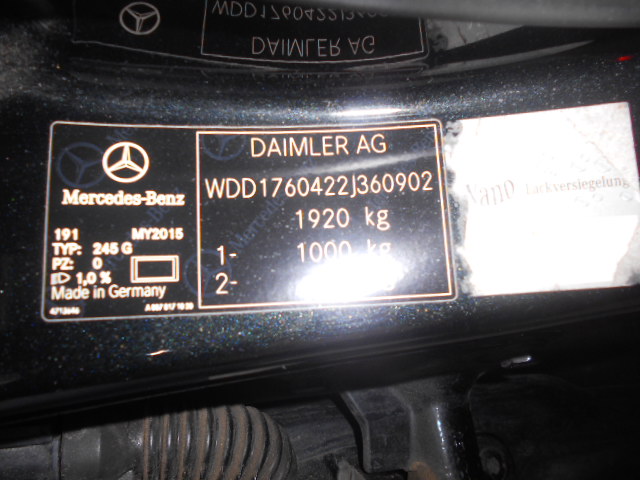 DAIMLER AG
DAIMLER AG
WDD1760422J360902
1920 kg
1- 1000 kg
2-
Mercedes-Benz
191 MY2015
TYP: 245 G
PZ: 0
1,0 %
Made in Germany
Nano Lackversiegelung